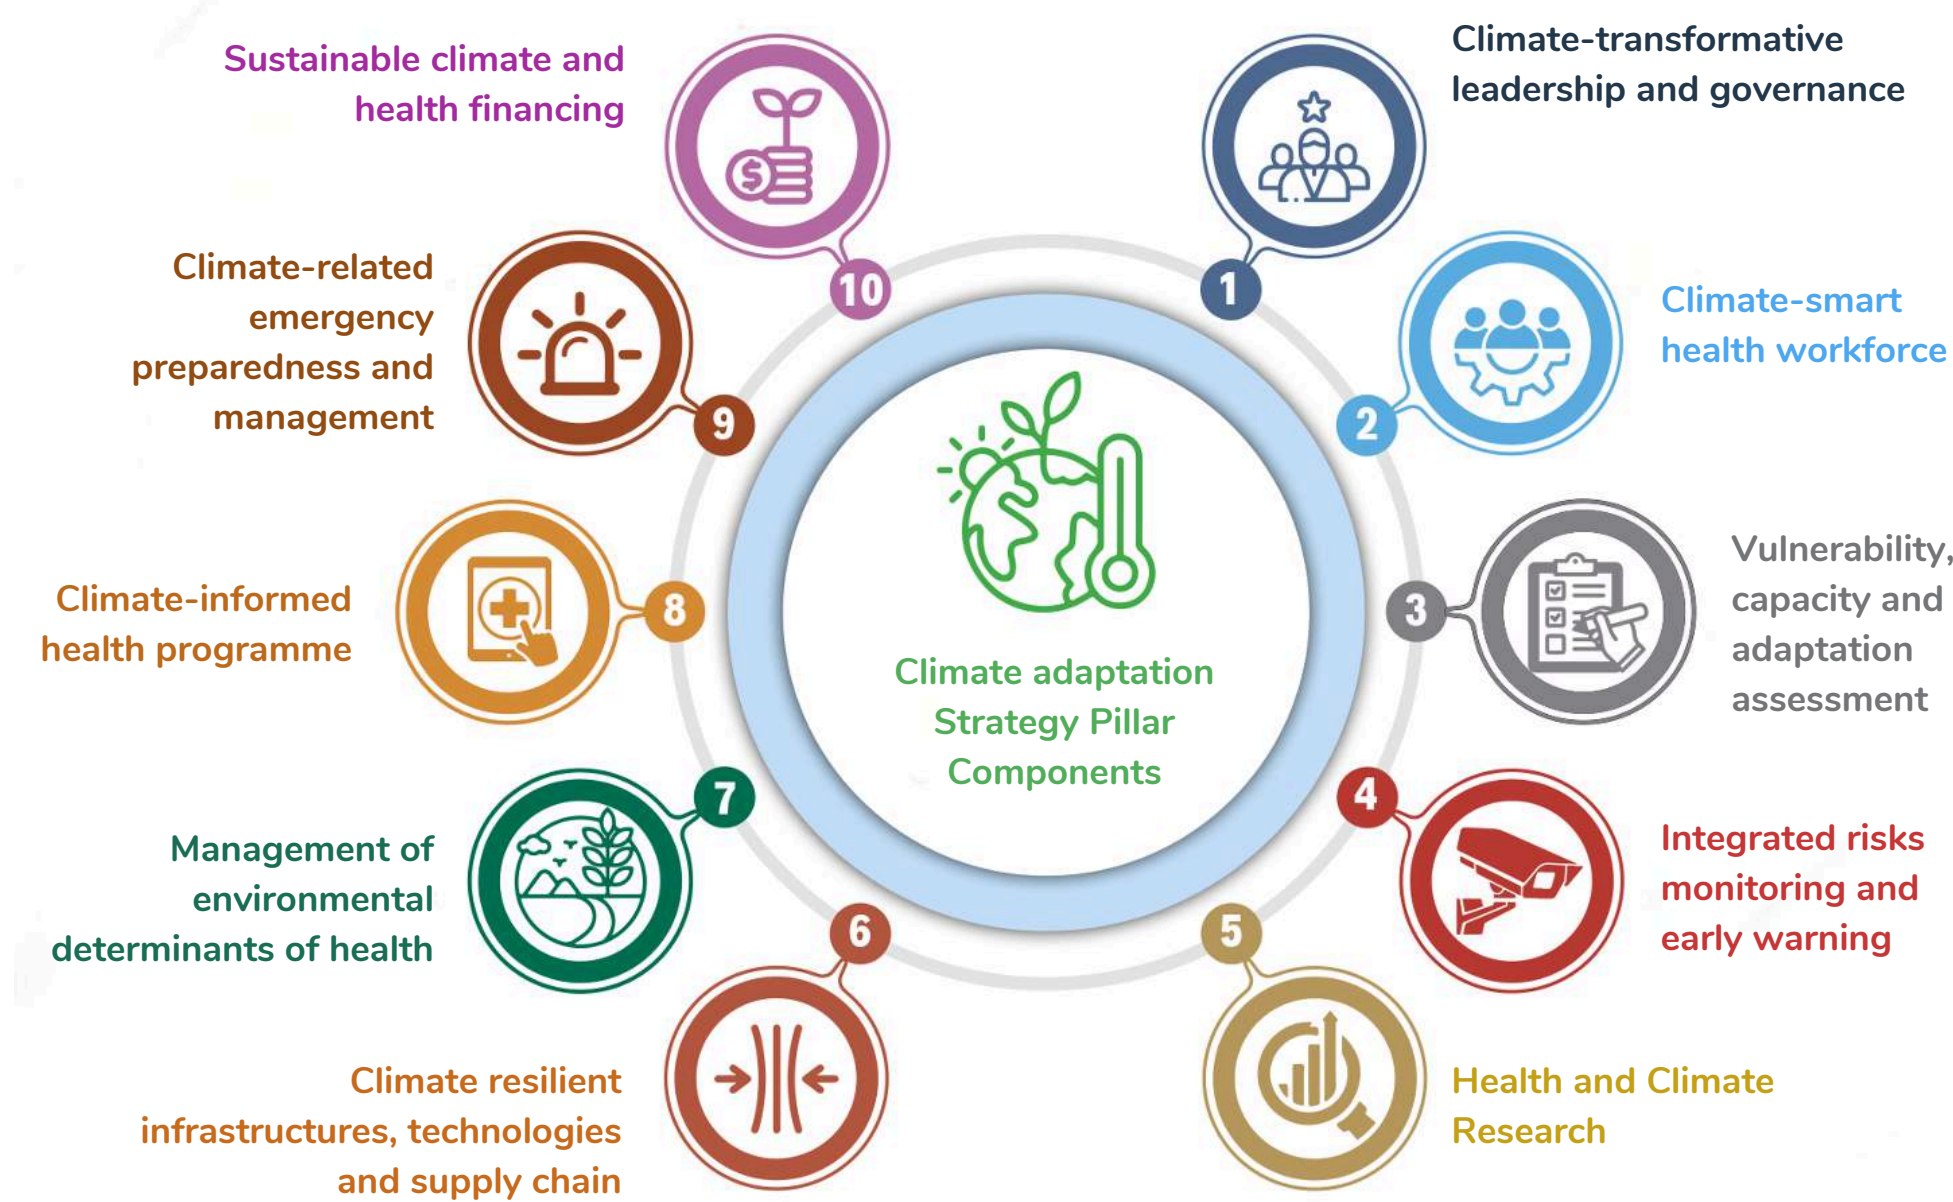 Climate adaptation
Strategy Pillar
Components
1
Climate-transformative
leadership and governance
2
Climate-smart
health workforce
3
Vulnerability,
capacity and
adaptation
assessment
4
Integrated risks
monitoring and
early warning
5
Health and Climate
Research
6
Climate resilient
infrastructures, technologies
and supply chain
7
Management of
environmental
determinants of health
8
Climate-informed
health programme
9
Climate-related
emergency
preparedness and
management
10
Sustainable climate and
health financing
$